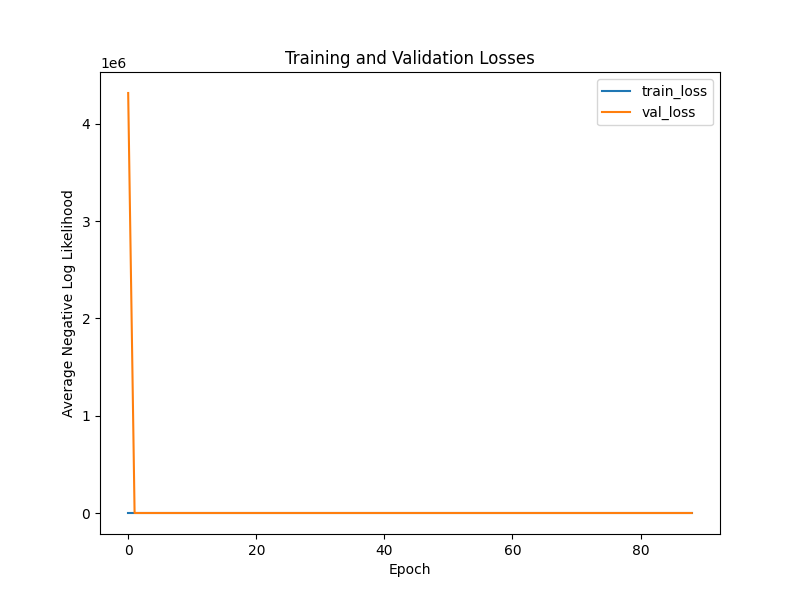 Training and Validation Losses
1e6
train_loss
val_loss
4
3
2
1
0
Average Negative Log Likelihood
0 20 40 60 80
Epoch